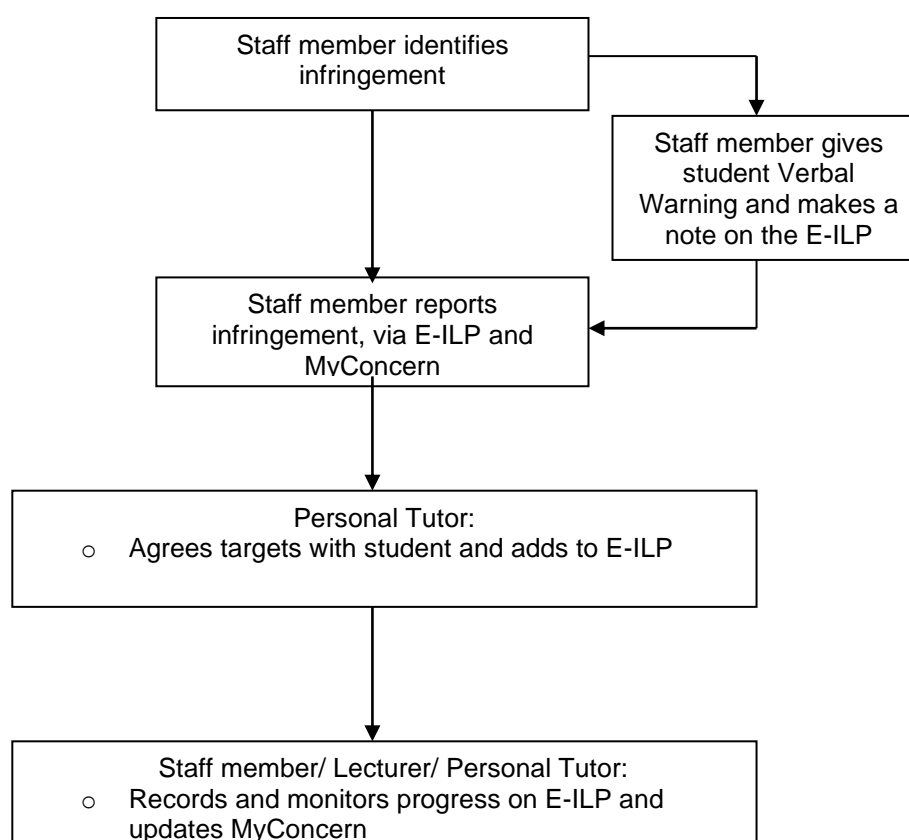 Staff member identifies
infringement
Staff member gives
student Verbal
Warning and makes a
note on the E-ILP
Staff member reports
infringement, via E-ILP and
MyConcern
Personal Tutor:
o Agrees targets with student and adds to E-ILP
Staff member/ Lecturer/ Personal Tutor:
o Records and monitors progress on E-ILP and
updates MyConcern